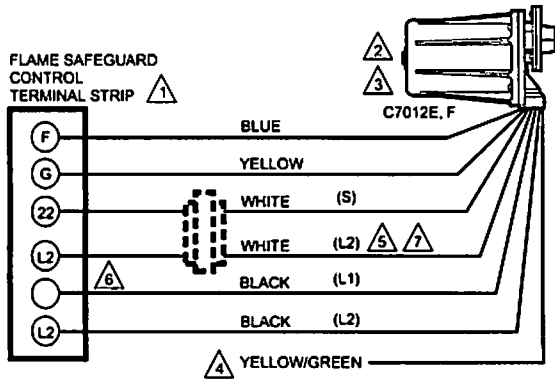 FLAME SAFEGUARD
CONTROL
TERMINAL STRIP 1
2
3
C7012E, F
F BLUE
G YELLOW
22 WHITE (S)
L2 WHITE (L2) 5 7
6 BLACK (L1)
L2 BLACK (L2)
4 YELLOW/GREEN